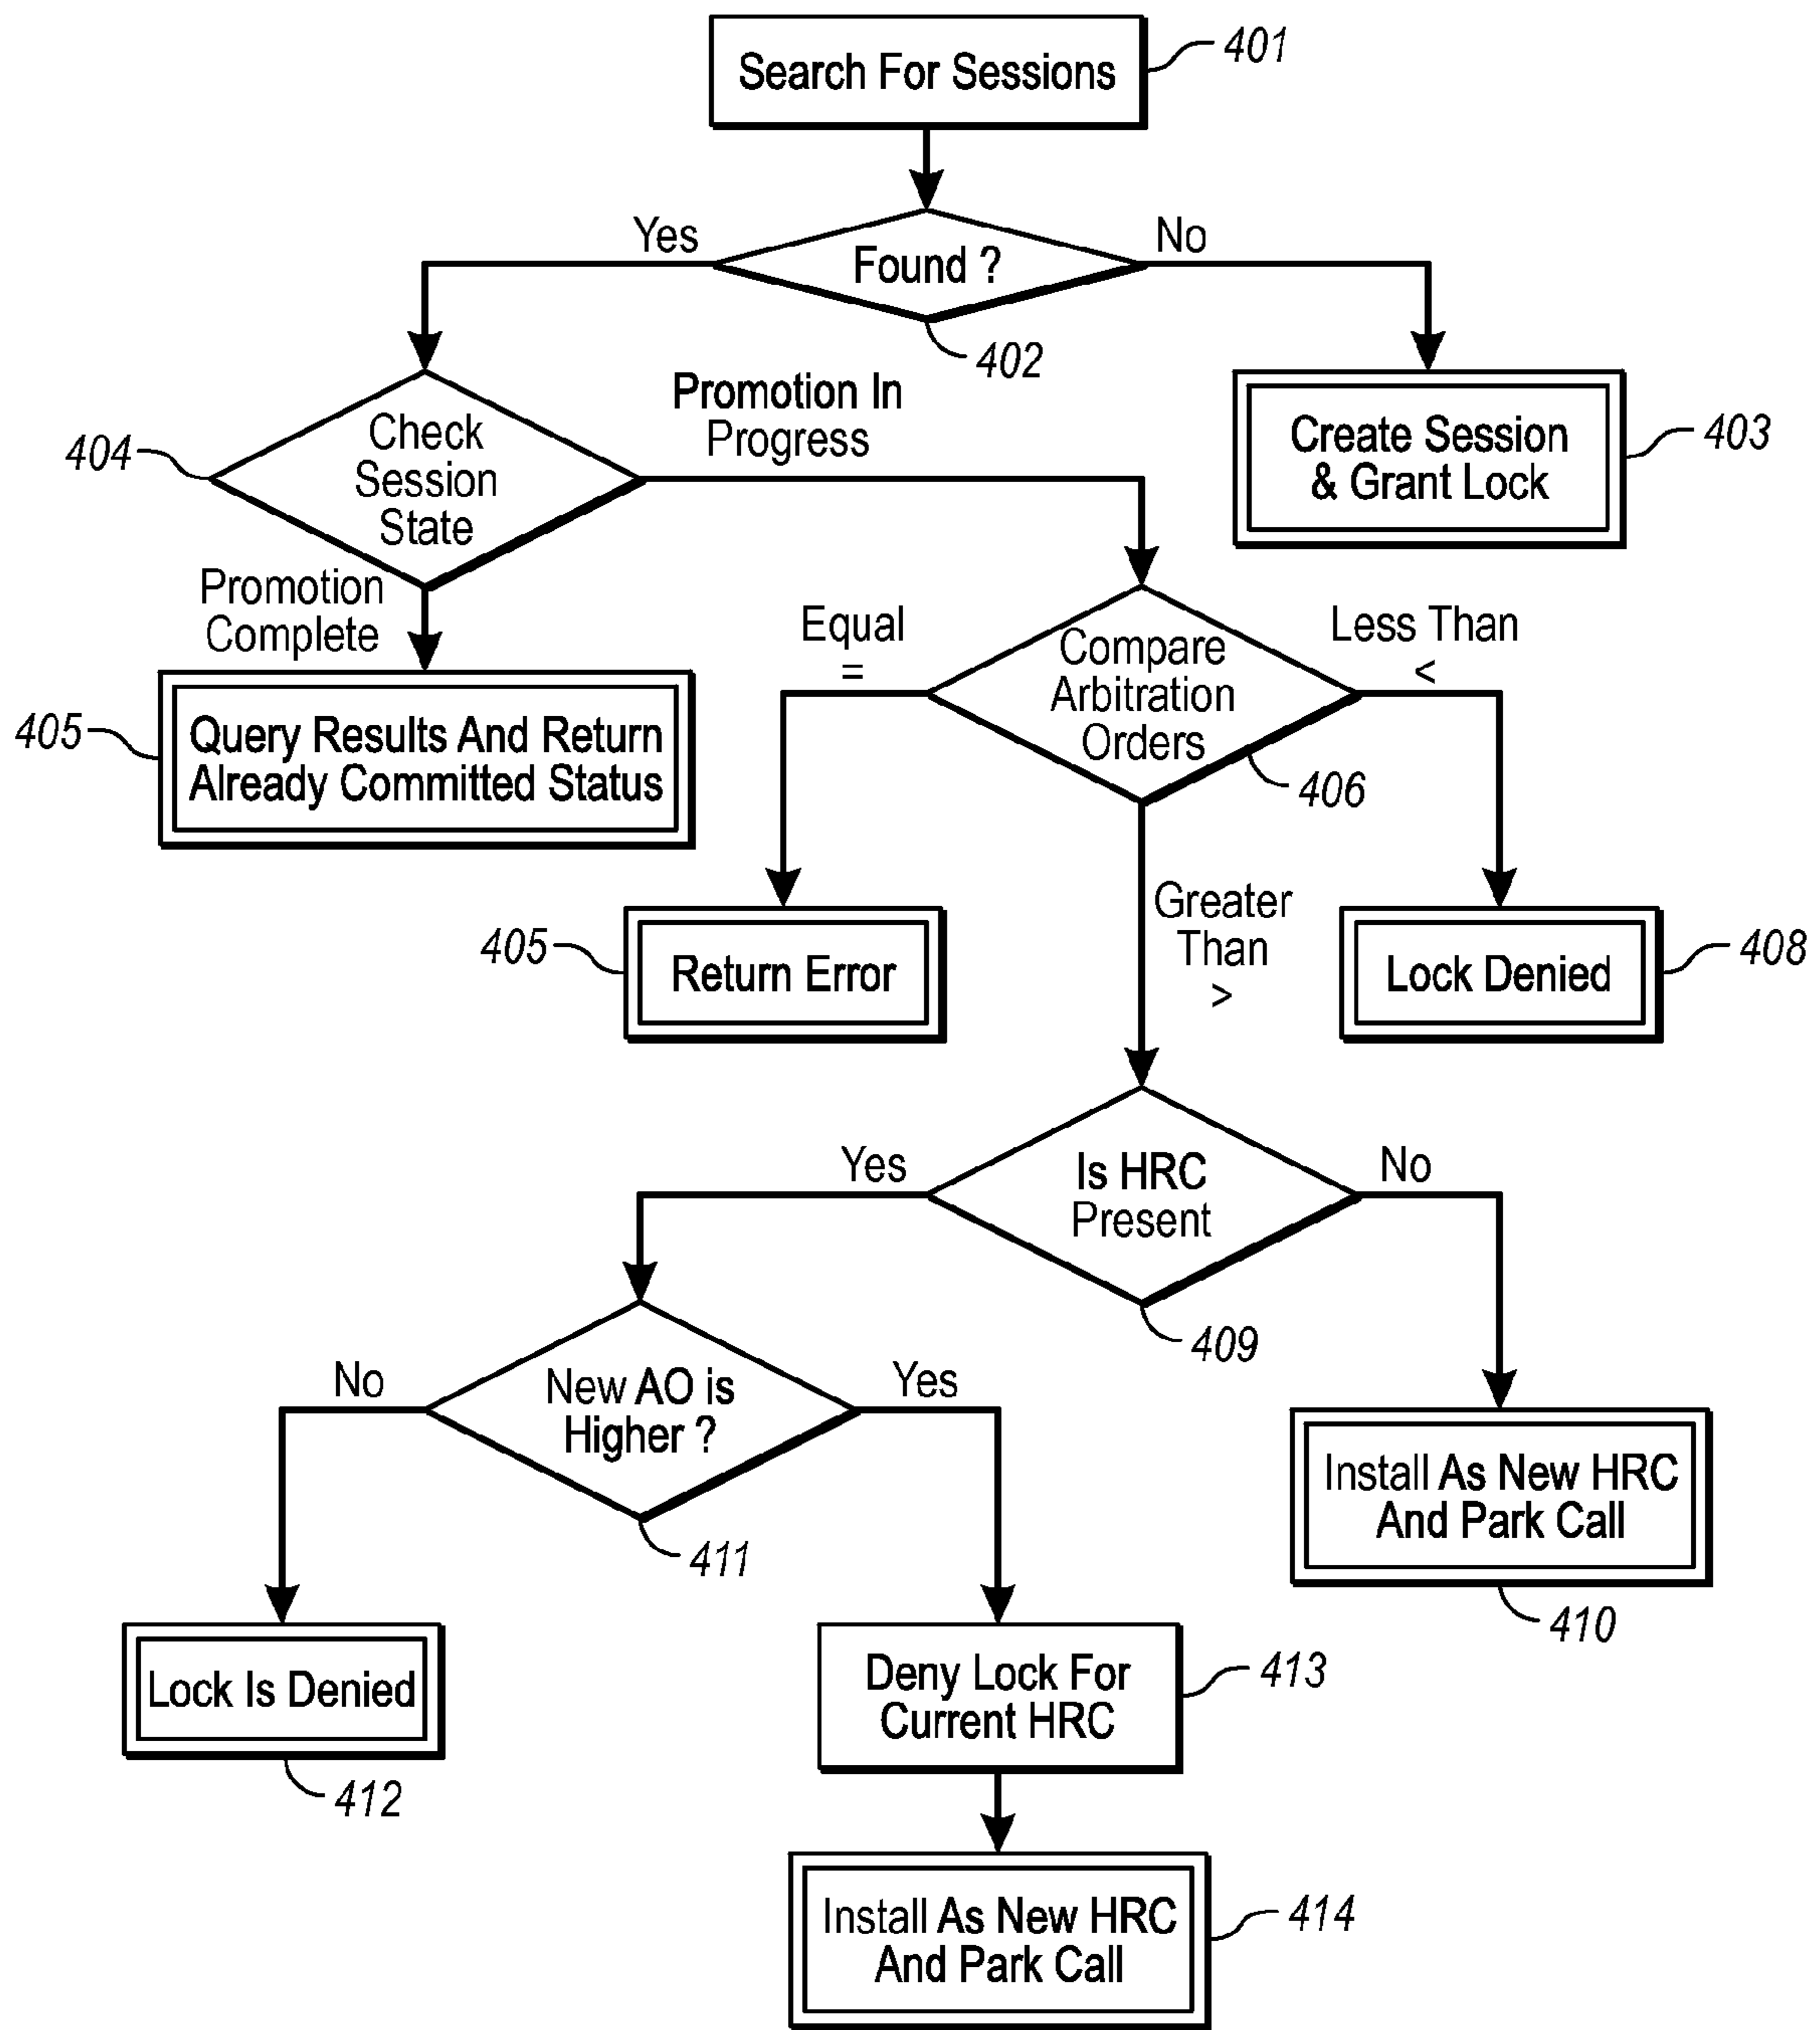 Search For Sessions
401
Yes
Found ?
No
402
Check
Session
State
404
Promotion In
Progress
Create Session
& Grant Lock
403
Promotion
Complete
Query Results And Return
Already Committed Status
405
Equal
=
Compare
Arbitration
Orders
406
Less Than
<
Return Error
405
Greater
Than
>
Lock Denied
408
Yes
Is HRC
Present
No
409
No
New AO is
Higher ?
Yes
411
Install As New HRC
And Park Call
410
Lock Is Denied
412
Deny Lock For
Current HRC
413
Install As New HRC
And Park Call
414